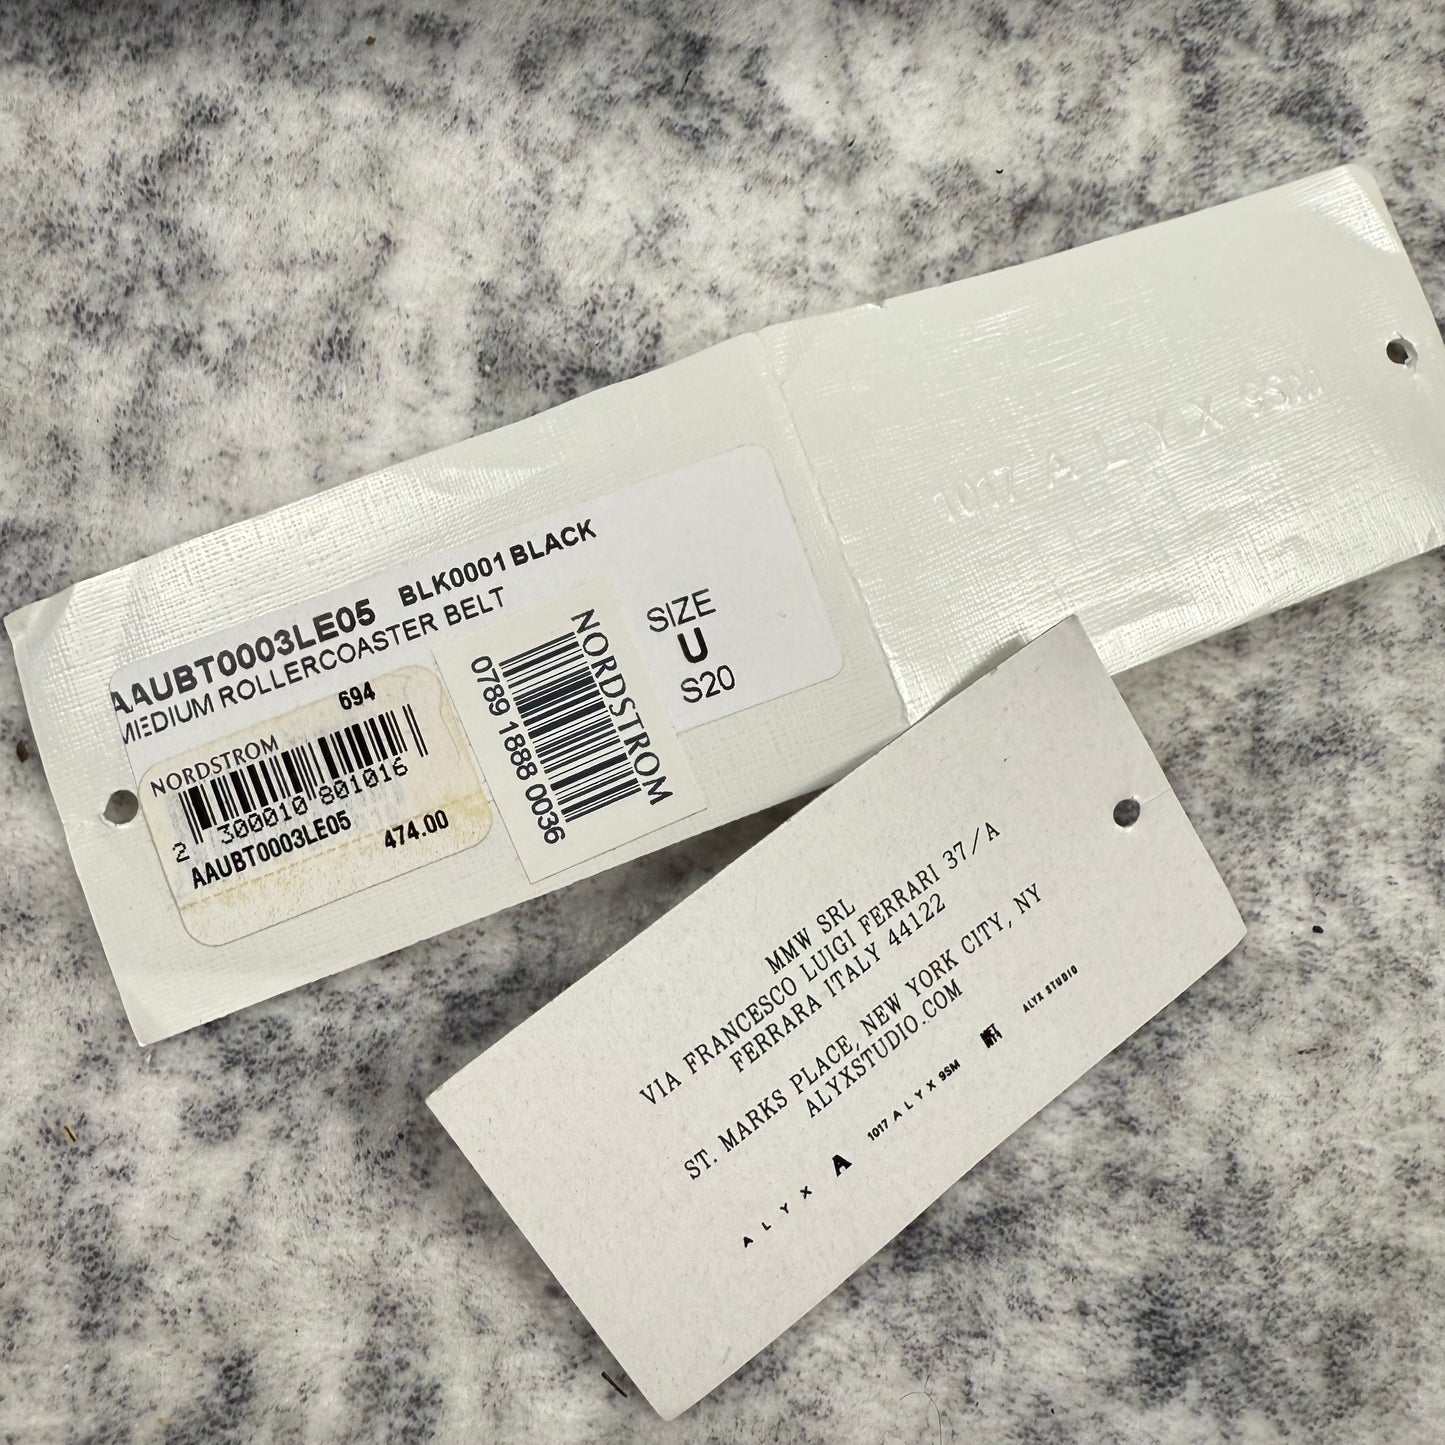 1017 ALYX 9SM
AAUBT0003LE05 BLK0001 BLACK
MEDIUM ROLLERCOASTER BELT
SIZE
U
S20
694
NORDSTROM
2 300010 801016
AAUBT0003LE05
474.00
NORDSTROM
0789 1888 0036
MMW SRL
VIA FRANCESCO LUIGI FERRARI 37/A
FERRARA ITALY 44122
ST. MARKS PLACE, NEW YORK CITY, NY
ALYXSTUDIO.COM
ALYX A 1017 ALYX 9SM ALYX STUDIO